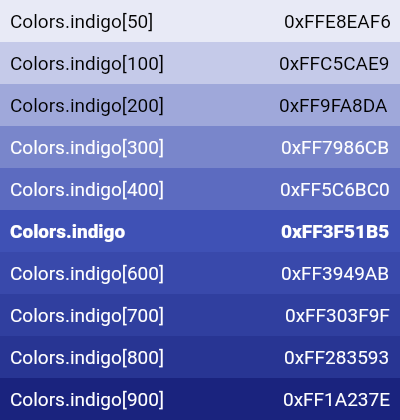 Colors.indigo[50] 0xFFE8EAF6
Colors.indigo[100] 0xFFC5CAE9
Colors.indigo[200] 0xFF9FA8DA
Colors.indigo[300] 0xFF7986CB
Colors.indigo[400] 0xFF5C6BC0
Colors.indigo 0xFF3F51B5
Colors.indigo[600] 0xFF3949AB
Colors.indigo[700] 0xFF303F9F
Colors.indigo[800] 0xFF283593
Colors.indigo[900] 0xFF1A237E